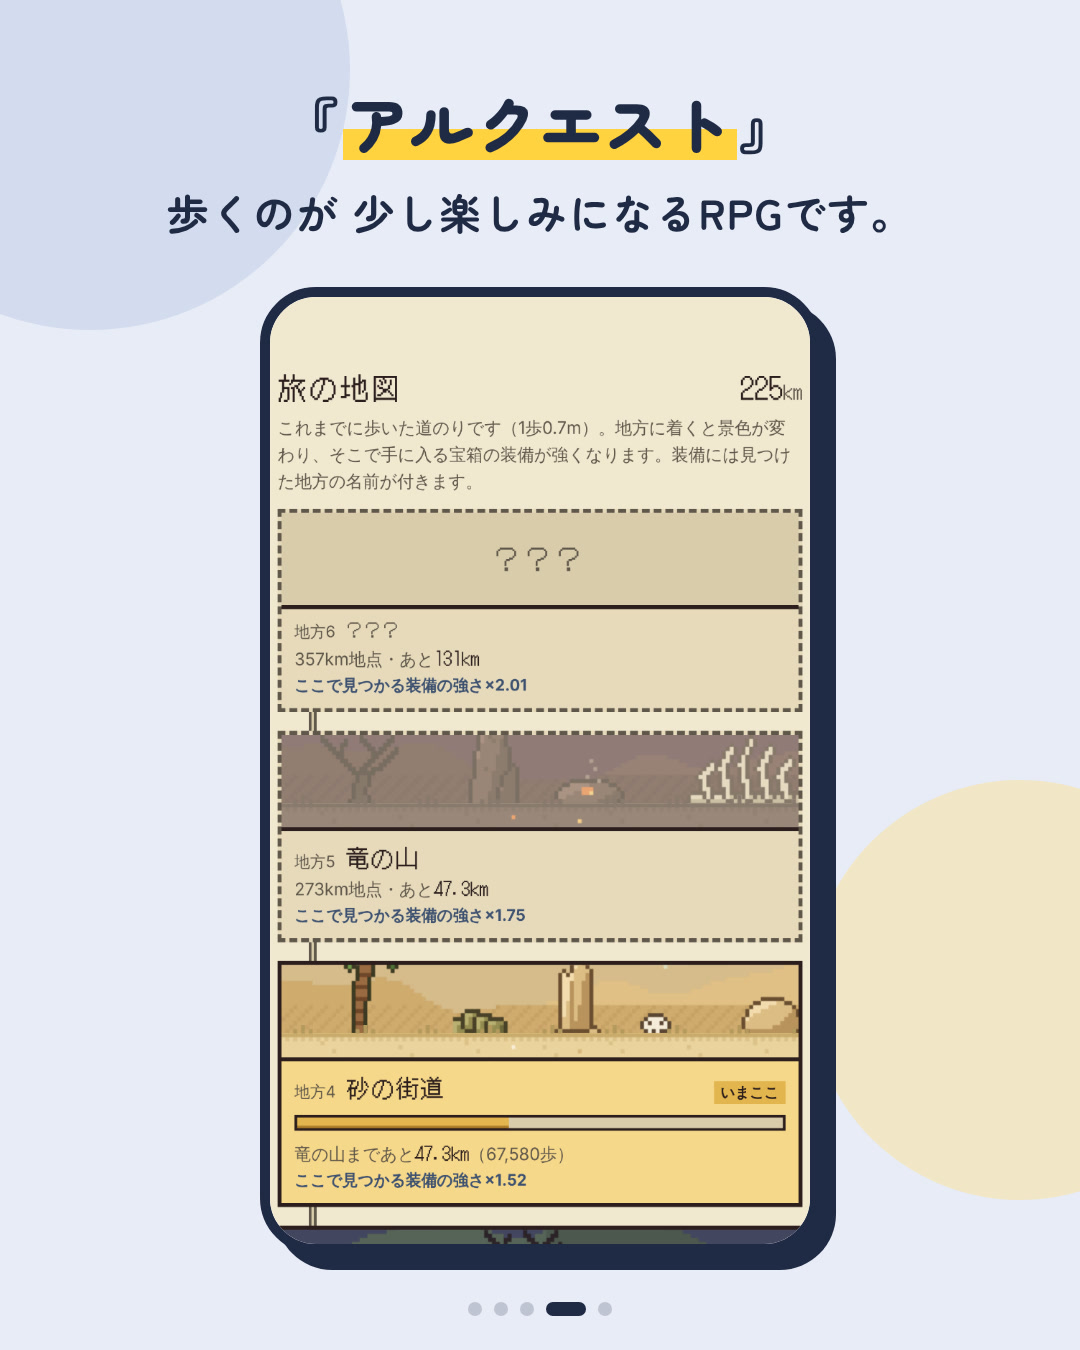 『アルクエスト』
歩くのが 少し楽しみになるRPGです。
旅の地図 225km
これまでに歩いた道のりです（1歩0.7m）。地方に着くと景色が変
わり、そこで手に入る宝箱の装備が強くなります。装備には見つけ
た地方の名前が付きます。
？？？
地方6 ？？？
357km地点・あと131km
ここで見つかる装備の強さ×2.01
地方5 竜の山
273km地点・あと47.3km
ここで見つかる装備の強さ×1.75
地方4 砂の街道 いまここ
竜の山まであと47.3km（67,580歩）
ここで見つかる装備の強さ×1.52